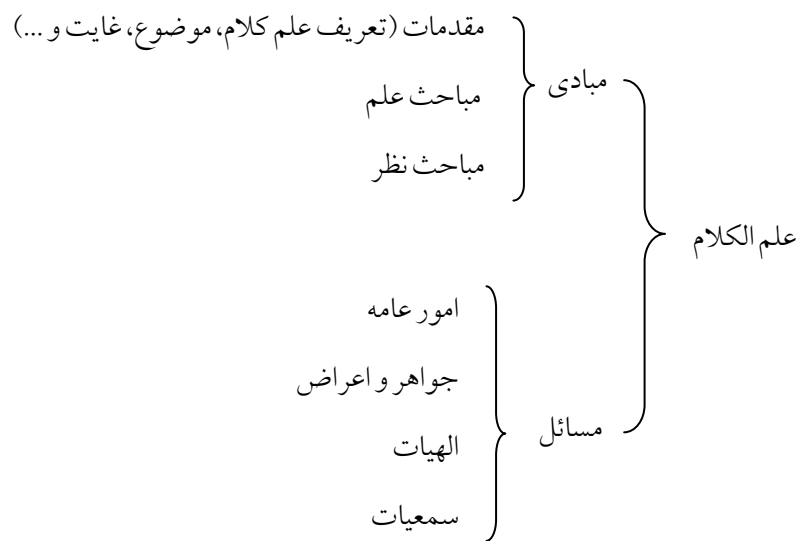 مقدمات (تعریف علم کلام، موضوع، غایت و ...)
مبادی
مباحث علم
مباحث نظر
علم الکلام
امور عامه
جواهر و اعراض
مسائل
الهیات
سمعیات